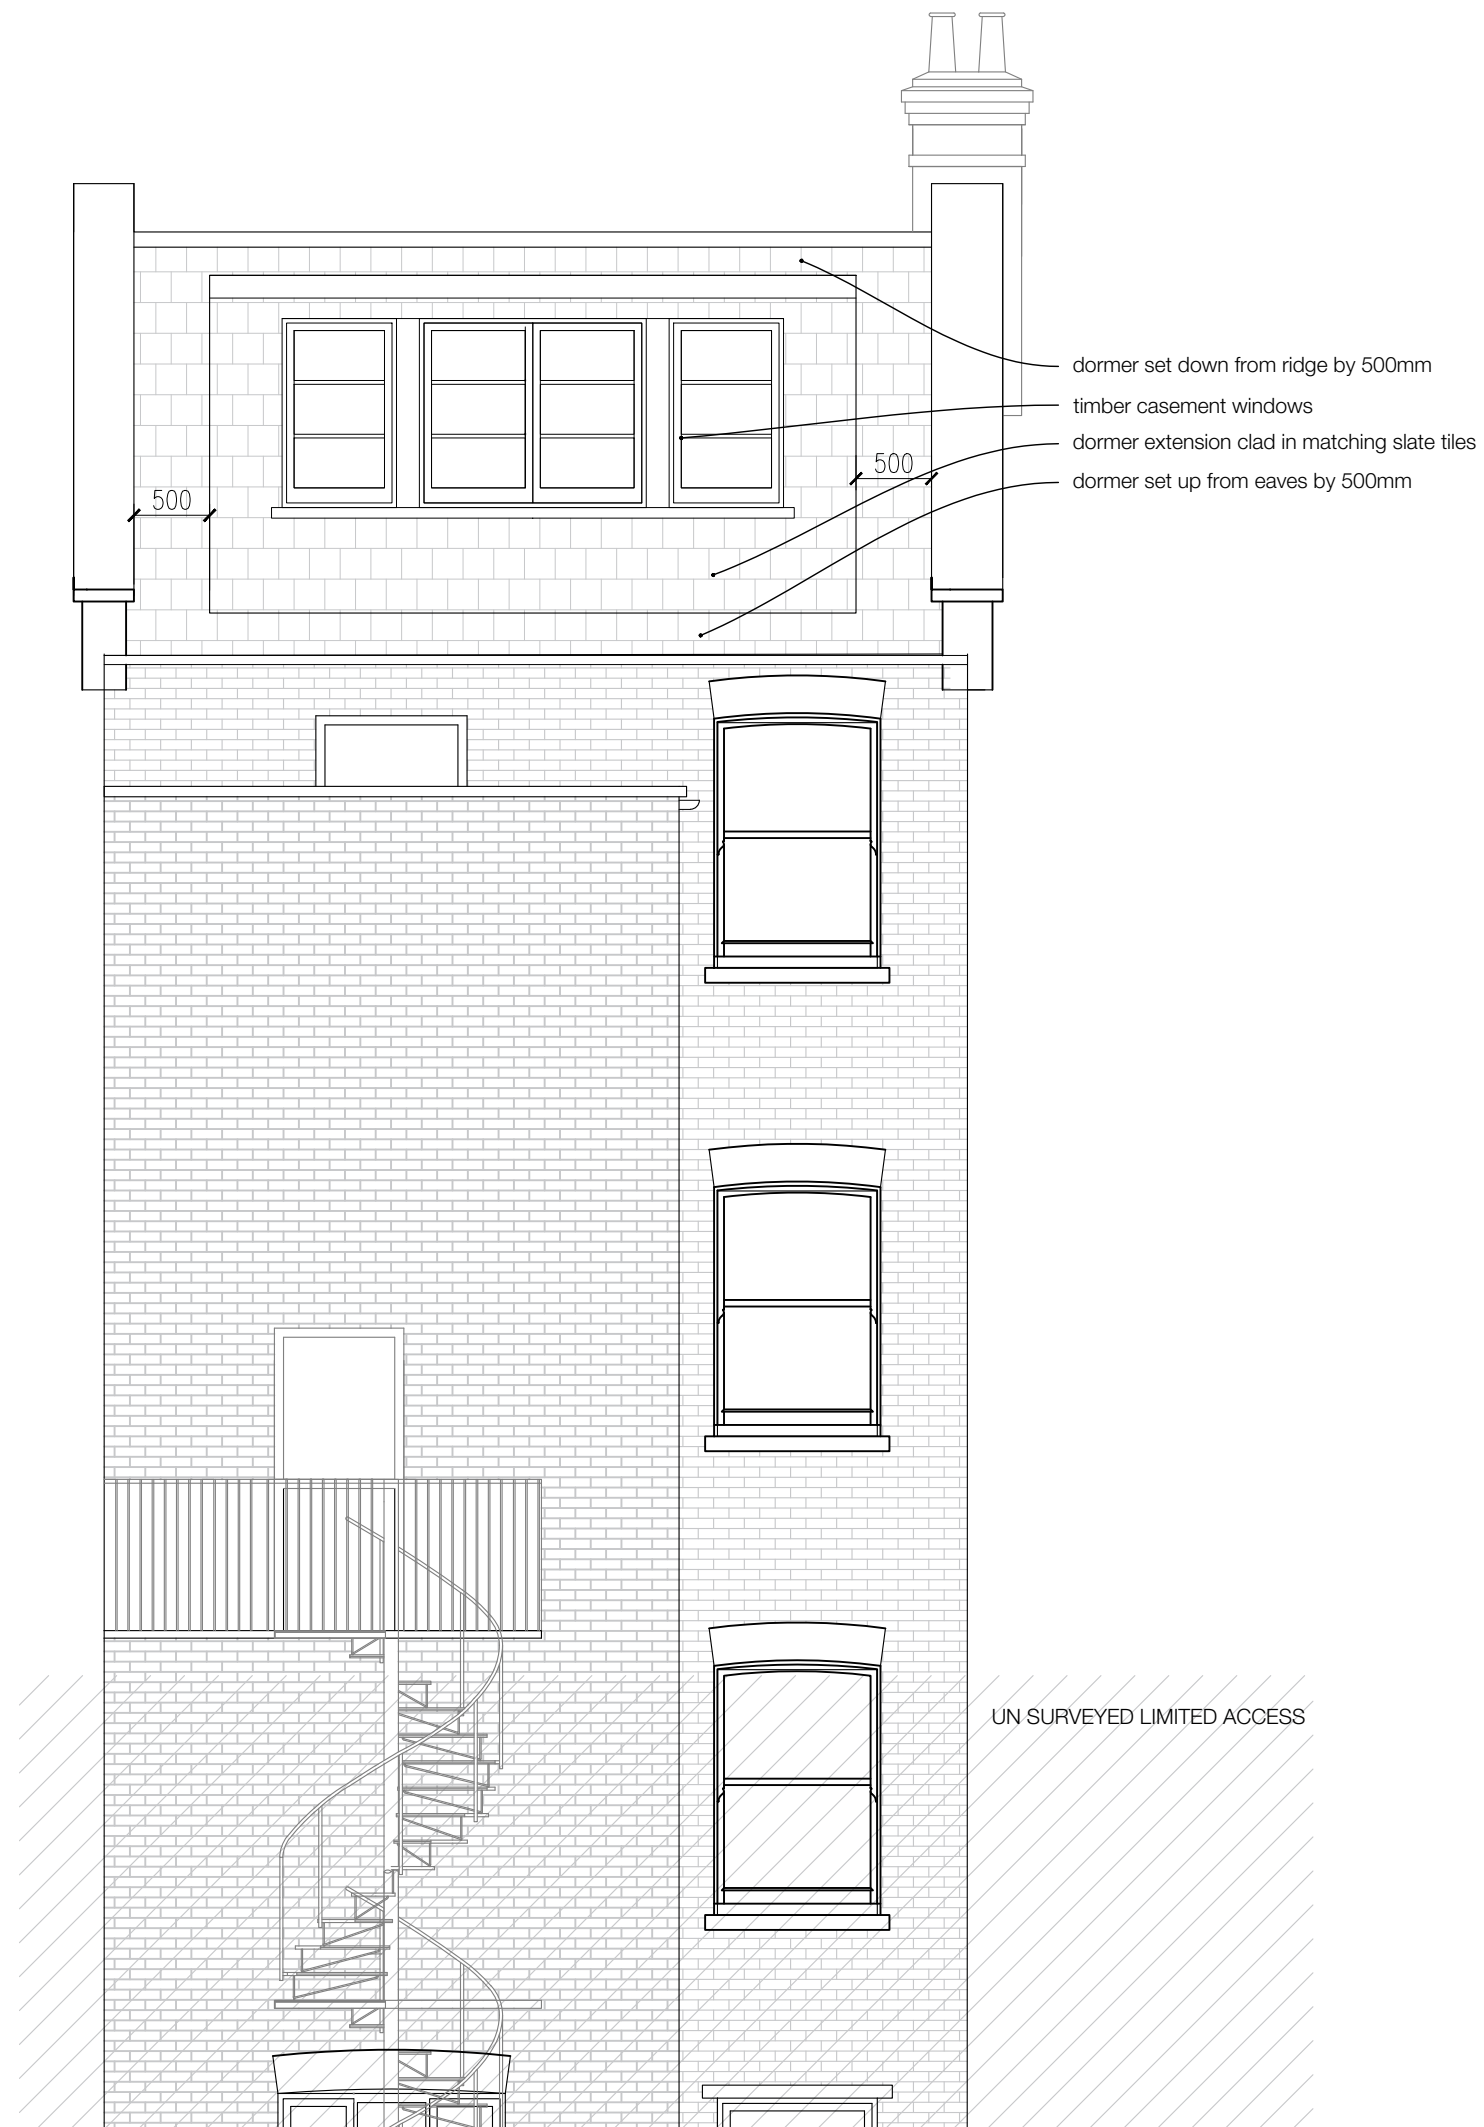 dormer set down from ridge by 500mm
timber casement windows
dormer extension clad in matching slate tiles
500
dormer set up from eaves by 500mm
500
UN SURVEYED LIMITED ACCESS